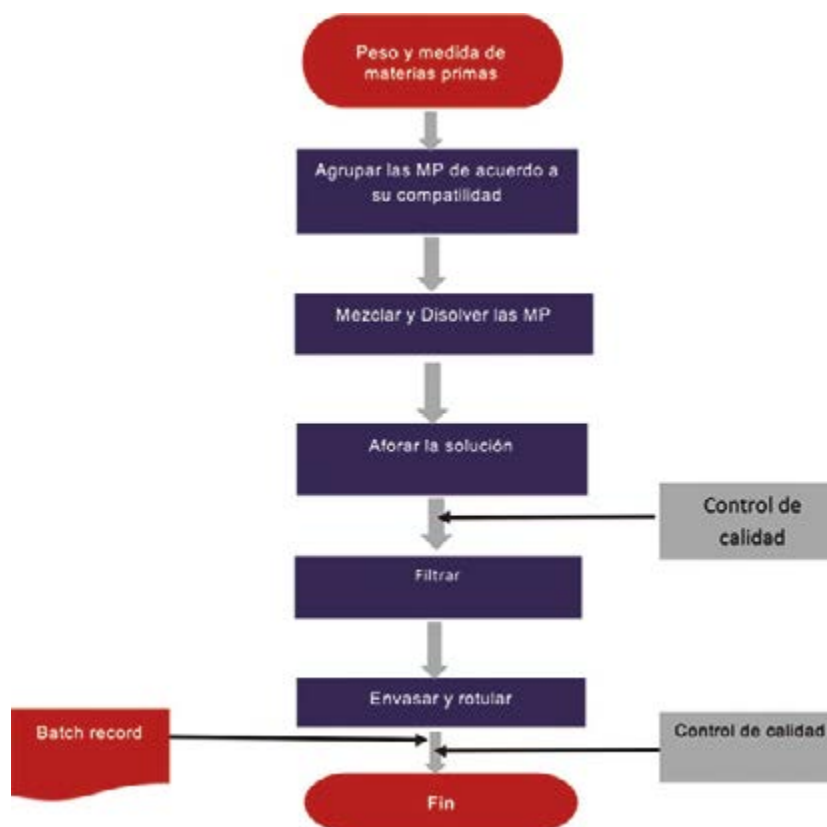 Peso y medida de
materias primas
Agrupar las MP de acuerdo a
su compatilidad
Mezclar y Disolver las MP
Aforar la solución
Control de
calidad
Filtrar
Envasar y rotular
Batch record
Control de calidad
Fin